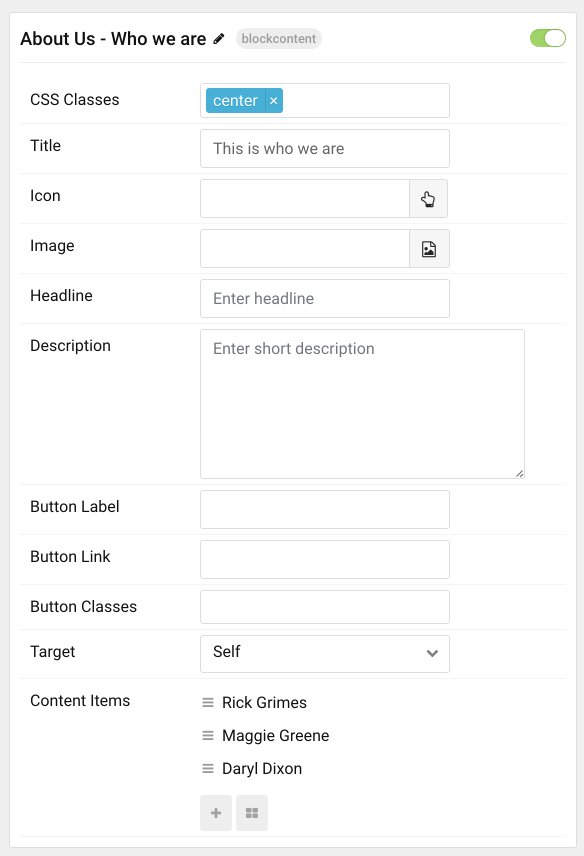 About Us - Who we are blockcontent
CSS Classes center ×
Title This is who we are
Icon
Image
Headline Enter headline
Description Enter short description
Button Label
Button Link
Button Classes
Target Self
Content Items Rick Grimes
Maggie Greene
Daryl Dixon